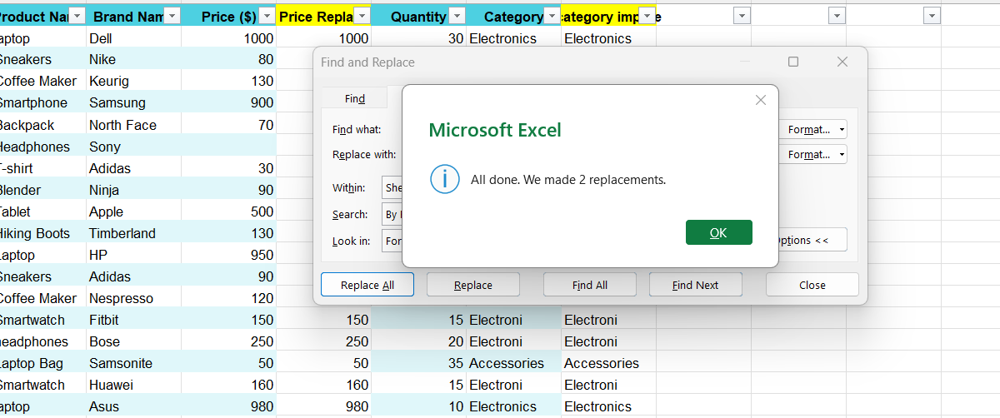 Product Na Brand Nam Price ($) Price Repla Quantity Category category imp e
aptop Dell 1000 1000 30 Electronics Electronics
Sneakers Nike 80
Coffee Maker Keurig 130
Smartphone Samsung 900
Backpack North Face 70
Headphones Sony
T-shirt Adidas 30
Blender Ninja 90
Tablet Apple 500
Hiking Boots Timberland 130
Laptop HP 950
Sneakers Adidas 90
Coffee Maker Nespresso 120
Smartwatch Fitbit 150 150 15 Electroni Electroni
headphones Bose 250 250 20 Electroni Electroni
Laptop Bag Samsonite 50 50 35 Accessories Accessories
Smartwatch Huawei 160 160 15 Electroni Electroni
aptop Asus 980 980 10 Electronics Electronics
Find and Replace
Find
Find what:
Format...
Replace with:
Format...
Within: She
Search: By
Look in: For
Options <<
Replace All Replace Find All Find Next Close
Microsoft Excel
All done. We made 2 replacements.
OK